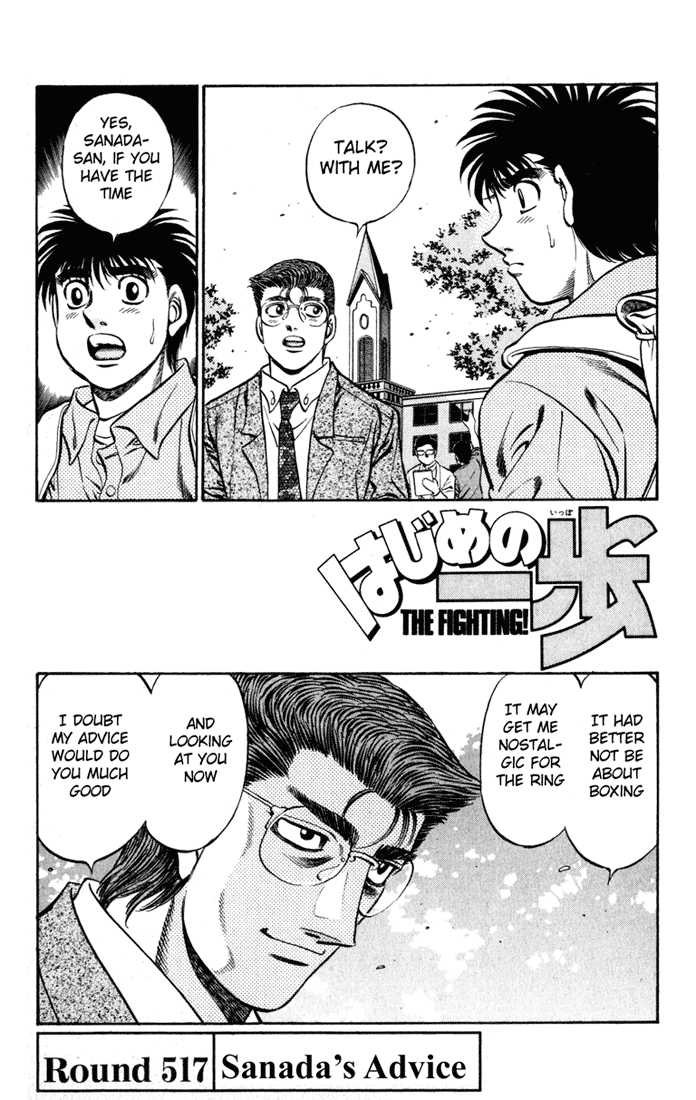 TALK?
WITH ME?
YES,
SANADA-
SAN, IF YOU
HAVE THE
TIME
はじめの一歩
いっぽ
THE FIGHTING!
IT HAD
BETTER
NOT BE
ABOUT
BOXING
IT MAY
GET ME
NOSTAL-
GIC FOR
THE RING
AND
LOOKING
AT YOU
NOW
I DOUBT
MY ADVICE
WOULD DO
YOU MUCH
GOOD
Round 517
Sanada's Advice